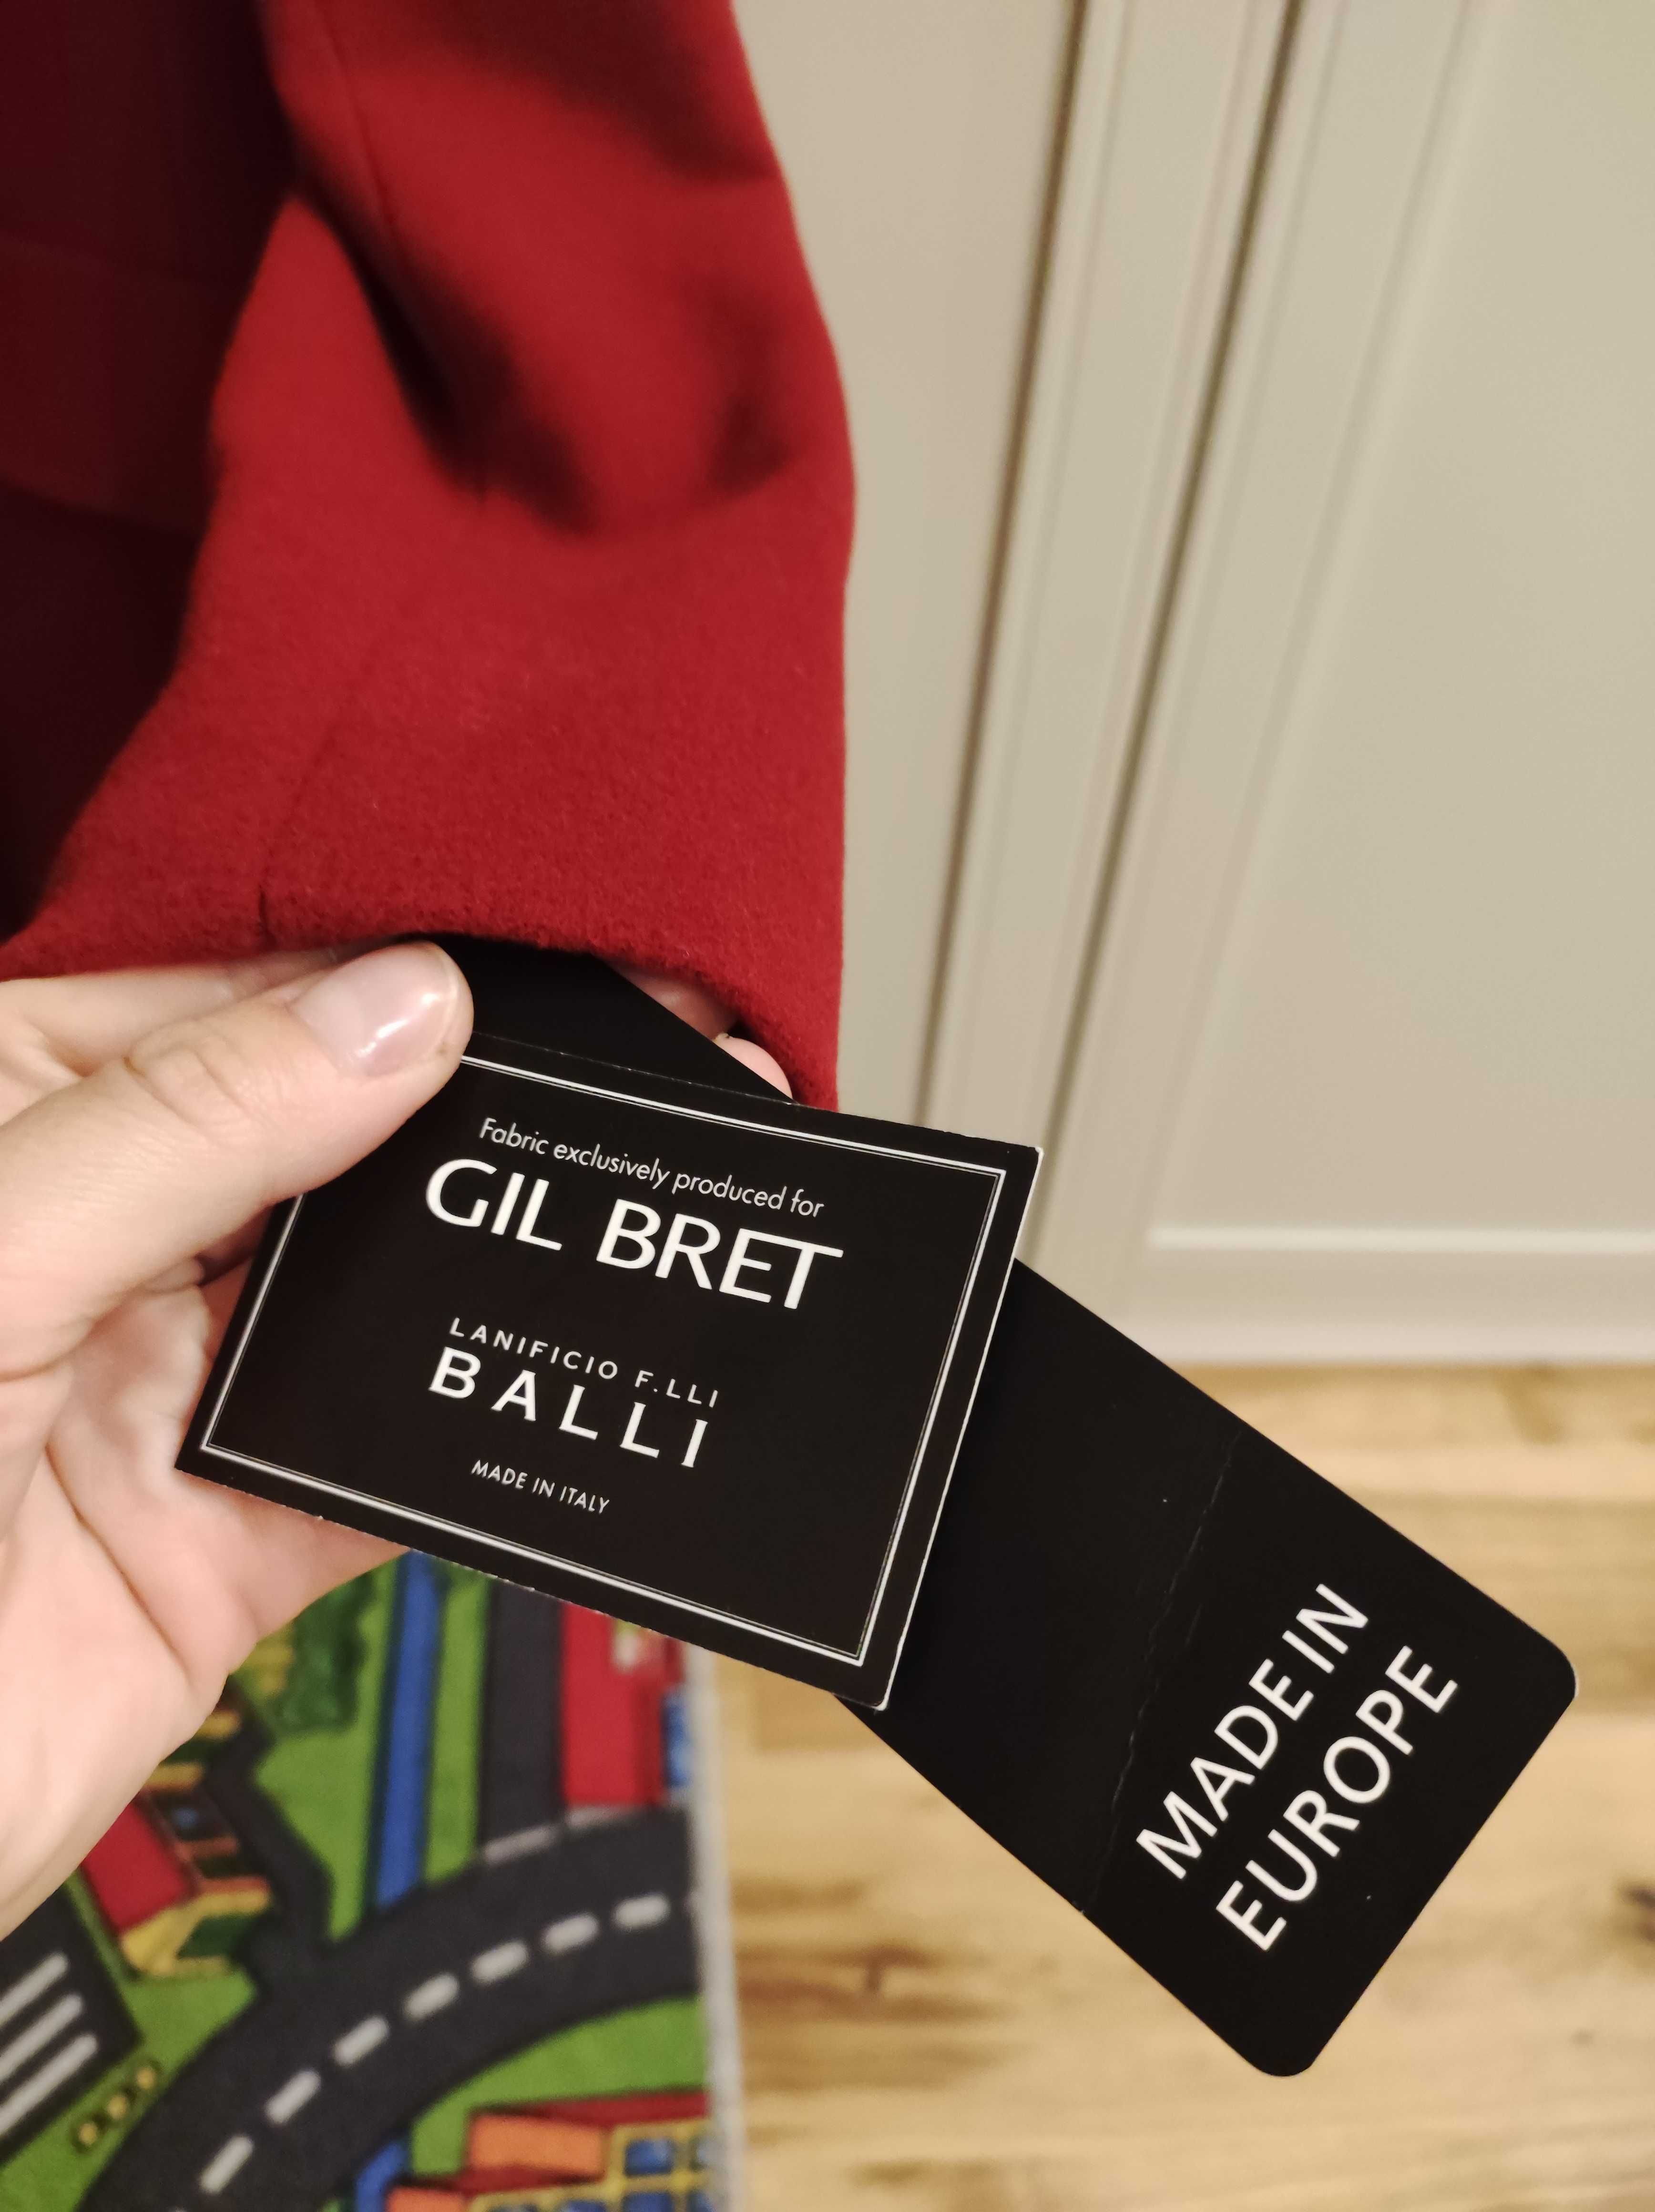 Fabric exclusively produced for
GIL BRET
LANIFICIO F.LLI
BALLI
MADE IN ITALY
MADE IN
EUROPE